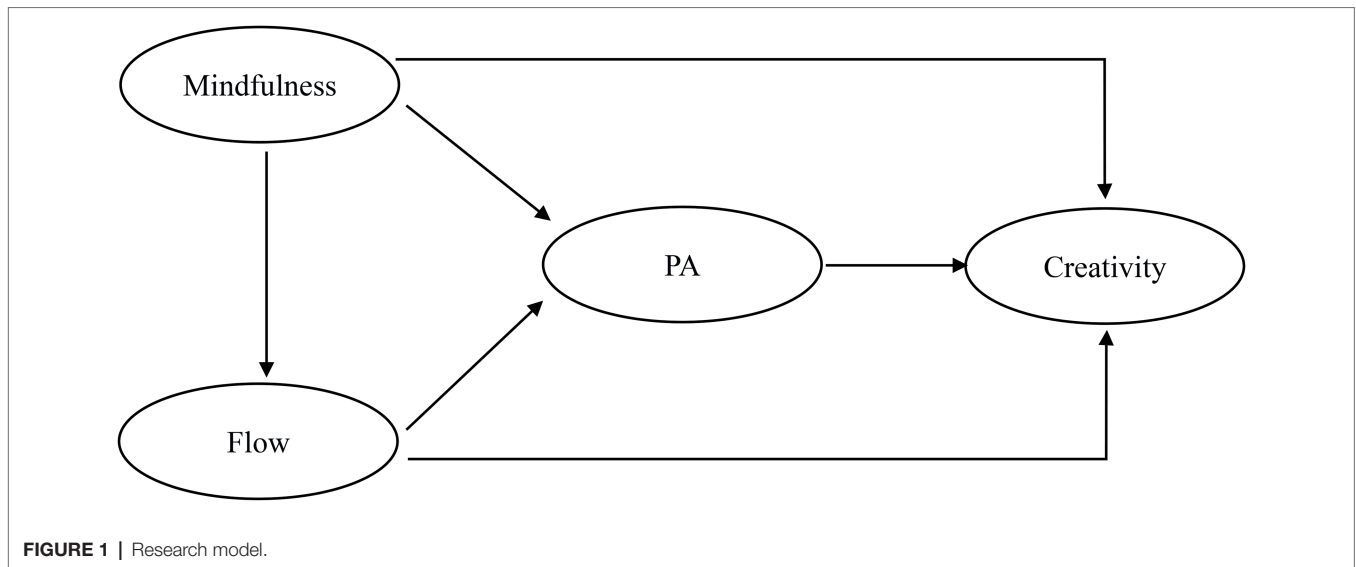 Mindfulness
PA
Creativity
Flow
FIGURE 1 | Research model.